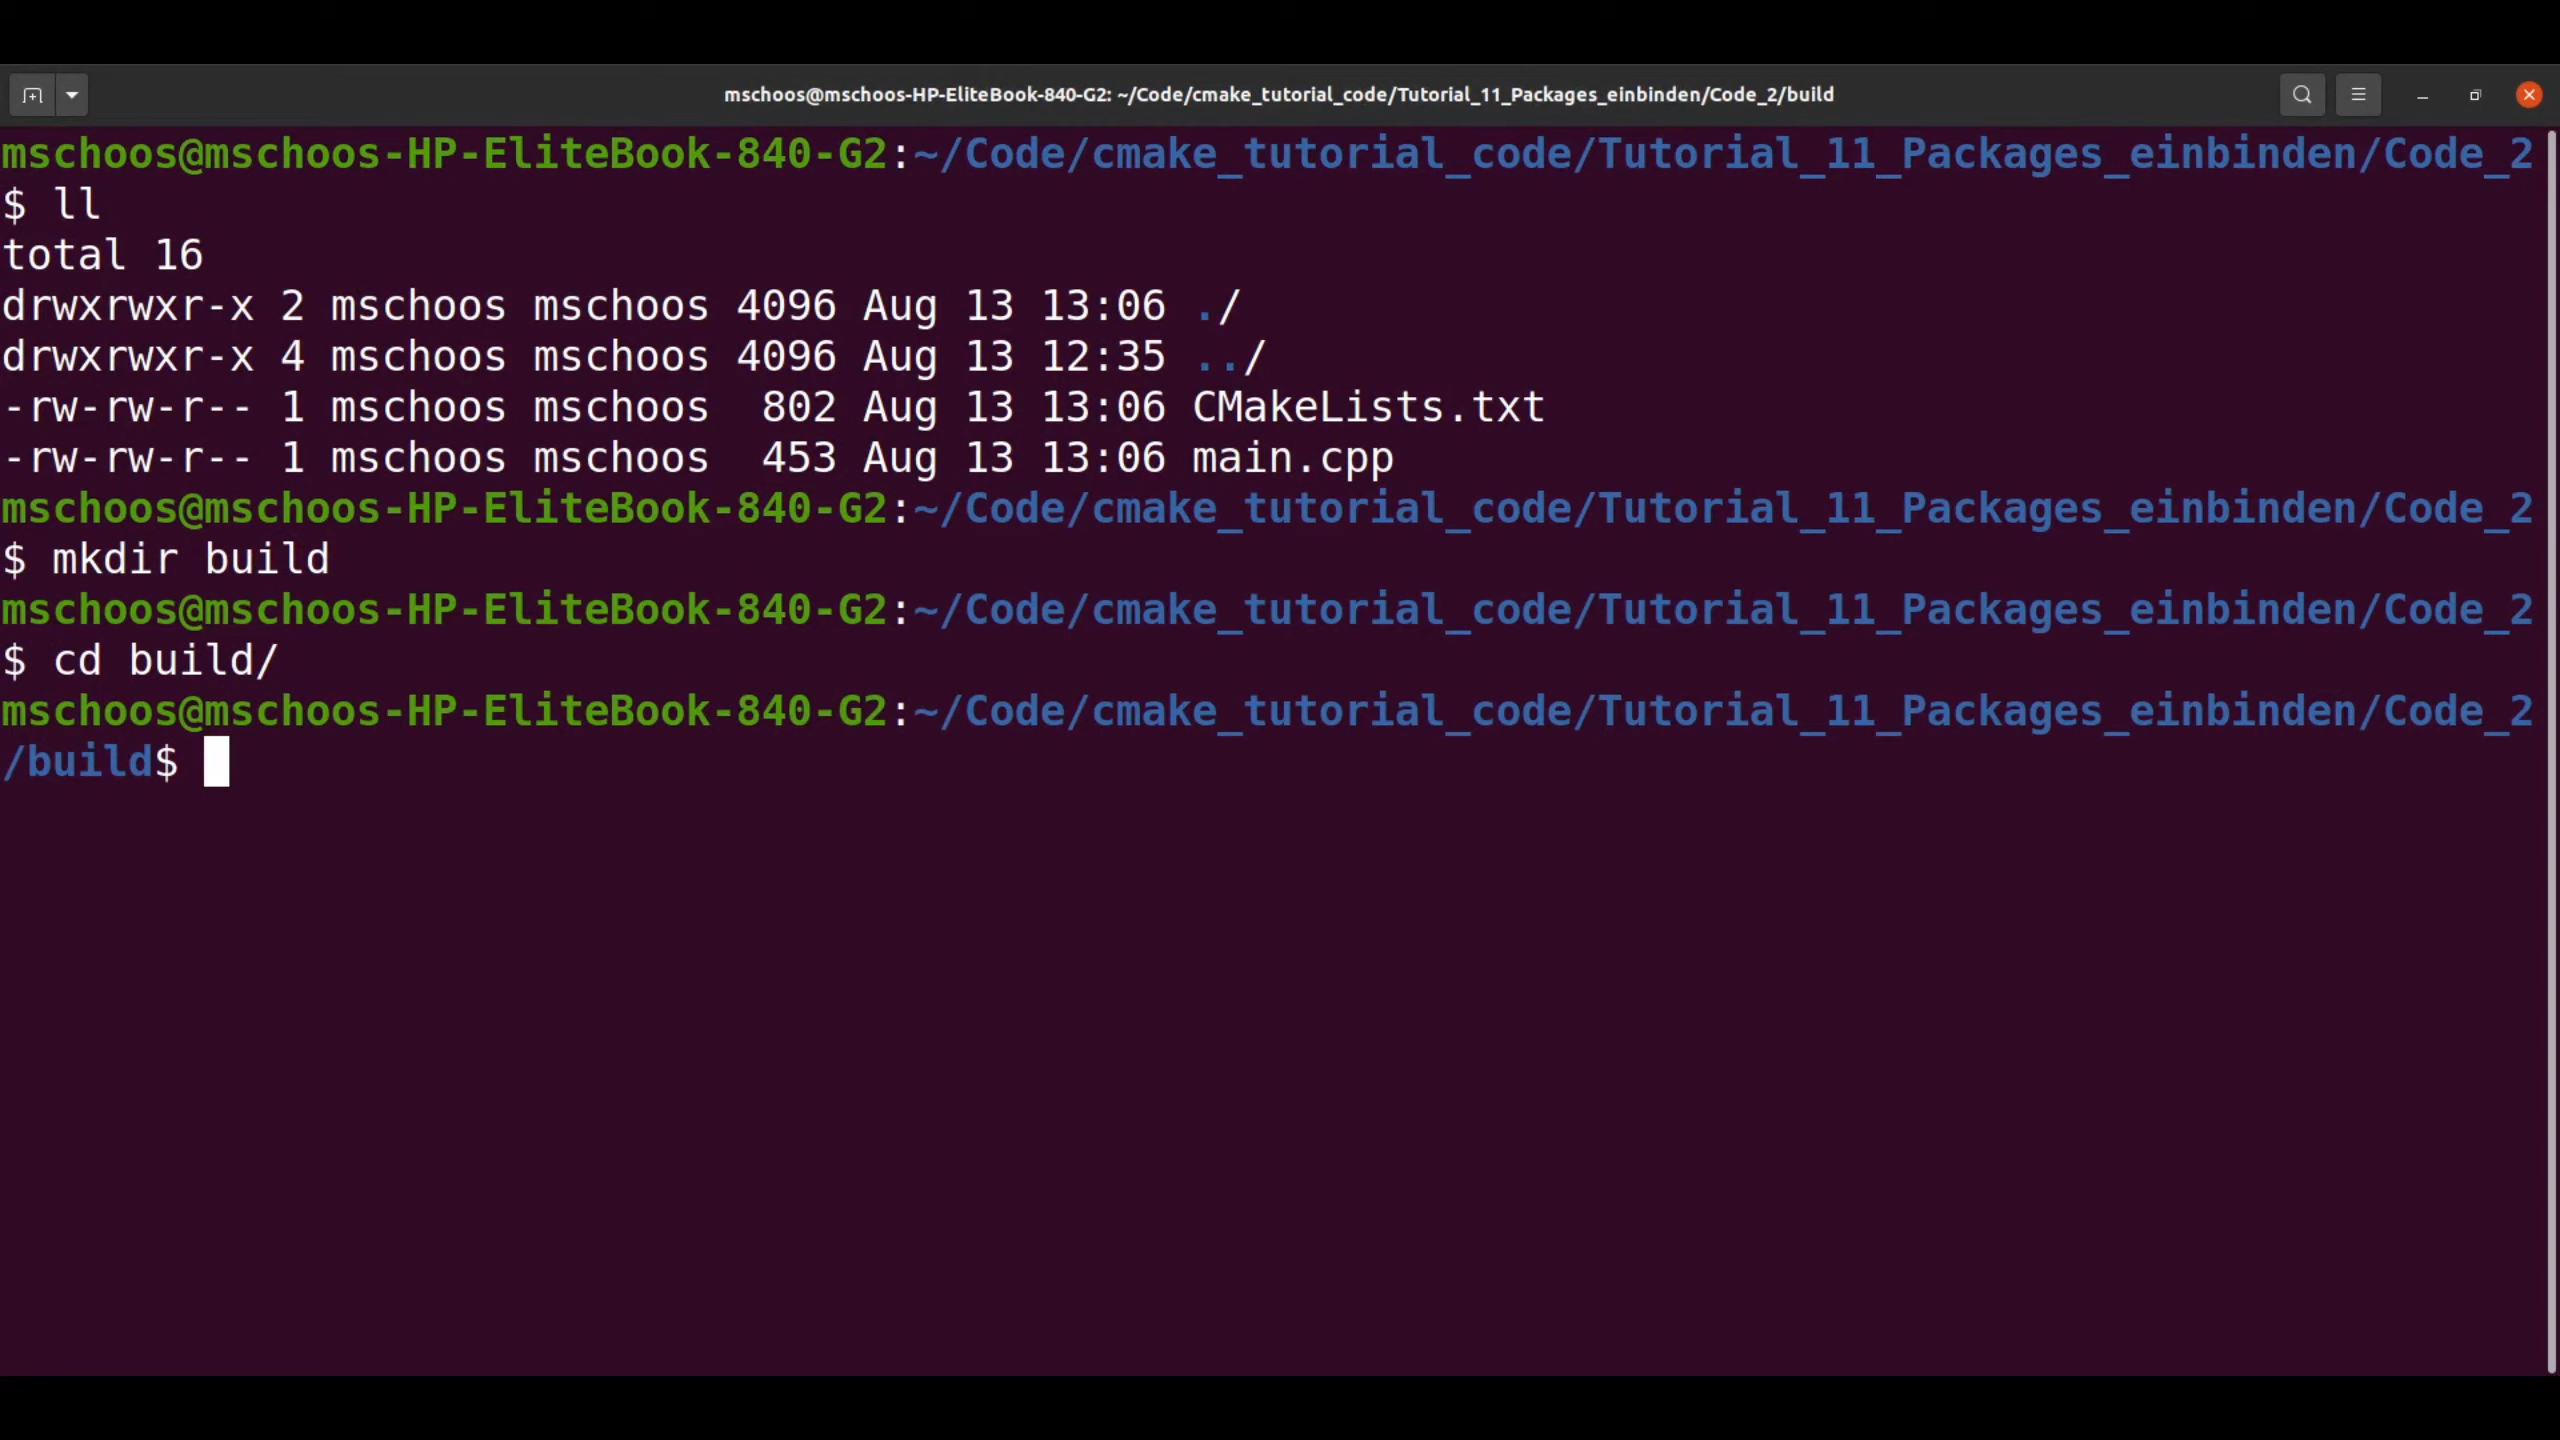 mschoos@mschoos-HP-EliteBook-840-G2: ~/Code/cmake_tutorial_code/Tutorial_11_Packages_einbinden/Code_2/build
mschoos@mschoos-HP-EliteBook-840-G2:~/Code/cmake_tutorial_code/Tutorial_11_Packages_einbinden/Code_2
$ ll
total 16
drwxrwxr-x 2 mschoos mschoos 4096 Aug 13 13:06 ./
drwxrwxr-x 4 mschoos mschoos 4096 Aug 13 12:35 ../
-rw-rw-r-- 1 mschoos mschoos  802 Aug 13 13:06 CMakeLists.txt
-rw-rw-r-- 1 mschoos mschoos  453 Aug 13 13:06 main.cpp
mschoos@mschoos-HP-EliteBook-840-G2:~/Code/cmake_tutorial_code/Tutorial_11_Packages_einbinden/Code_2
$ mkdir build
mschoos@mschoos-HP-EliteBook-840-G2:~/Code/cmake_tutorial_code/Tutorial_11_Packages_einbinden/Code_2
$ cd build/
mschoos@mschoos-HP-EliteBook-840-G2:~/Code/cmake_tutorial_code/Tutorial_11_Packages_einbinden/Code_2
/build$